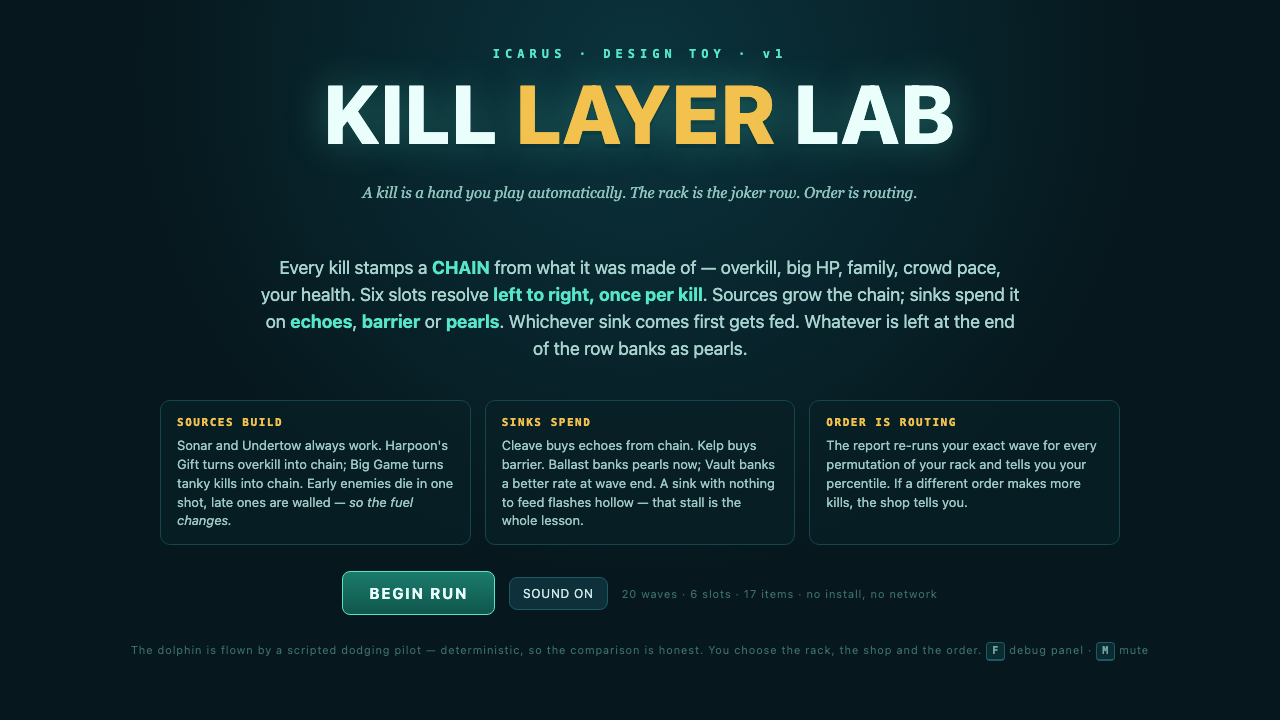 ICARUS · DESIGN TOY · v1
KILL LAYER LAB
A kill is a hand you play automatically. The rack is the joker row. Order is routing.
Every kill stamps a CHAIN from what it was made of — overkill, big HP, family, crowd pace,
your health. Six slots resolve left to right, once per kill. Sources grow the chain; sinks spend it
on echoes, barrier or pearls. Whichever sink comes first gets fed. Whatever is left at the end
of the row banks as pearls.
SOURCES BUILD
Sonar and Undertow always work. Harpoon's
Gift turns overkill into chain; Big Game turns
tanky kills into chain. Early enemies die in one
shot, late ones are walled — so the fuel
changes.
SINKS SPEND
Cleave buys echoes from chain. Kelp buys
barrier. Ballast banks pearls now; Vault banks
a better rate at wave end. A sink with nothing
to feed flashes hollow — that stall is the
whole lesson.
ORDER IS ROUTING
The report re-runs your exact wave for every
permutation of your rack and tells you your
percentile. If a different order makes more
kills, the shop tells you.
BEGIN RUN
SOUND ON
20 waves · 6 slots · 17 items · no install, no network
The dolphin is flown by a scripted dodging pilot — deterministic, so the comparison is honest. You choose the rack, the shop and the order. F debug panel · M mute